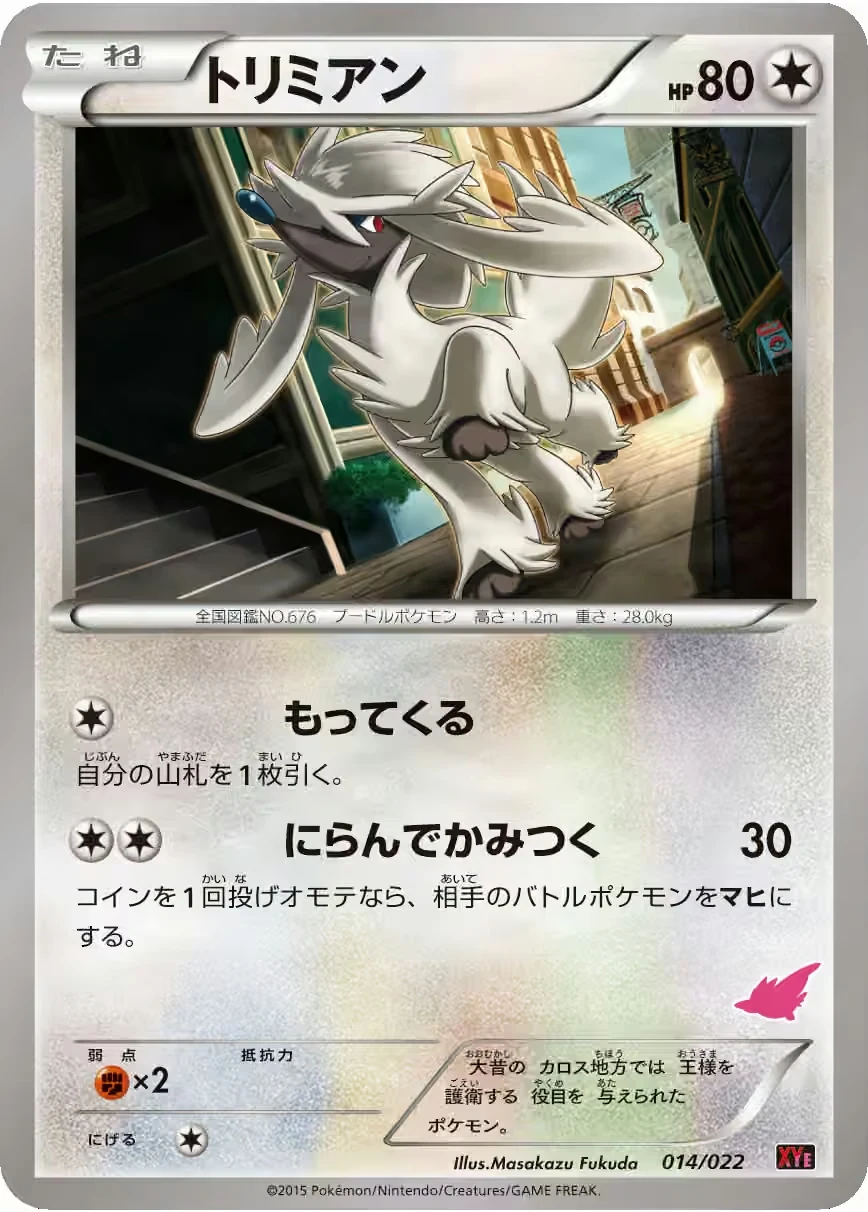 たね トリミアン HP80
全国図鑑NO.676 プードルポケモン 高さ：1.2m 重さ：28.0kg
もってくる
自分の山札を1枚引く。
にらんでかみつく 30
コインを1回投げオモテなら、相手のバトルポケモンをマヒに
する。
弱点 抵抗力
×2
にげる
大昔の カロス地方では 王様を
護衛する 役目を 与えられた
ポケモン。
Illus.Masakazu Fukuda 014/022 XYE
©2015 Pokémon/Nintendo/Creatures/GAME FREAK.